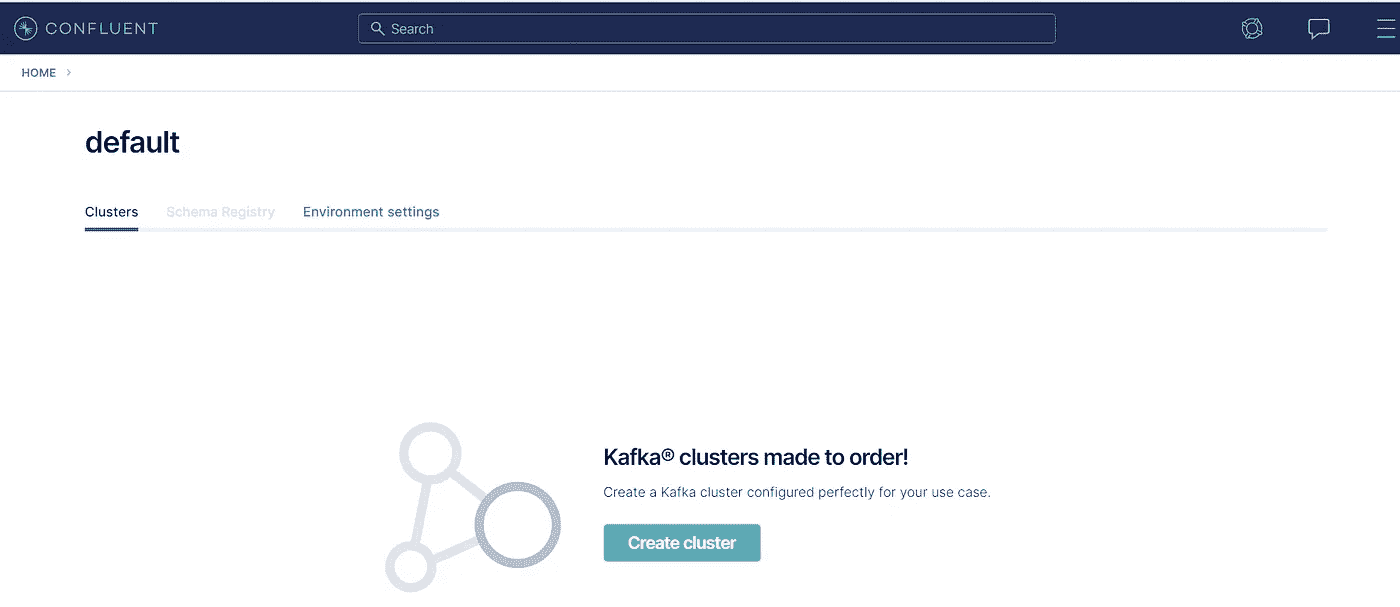 CONFLUENT
Search
HOME
default
Clusters Schema Registry Environment settings
Kafka® clusters made to order!
Create a Kafka cluster configured perfectly for your use case.
Create cluster